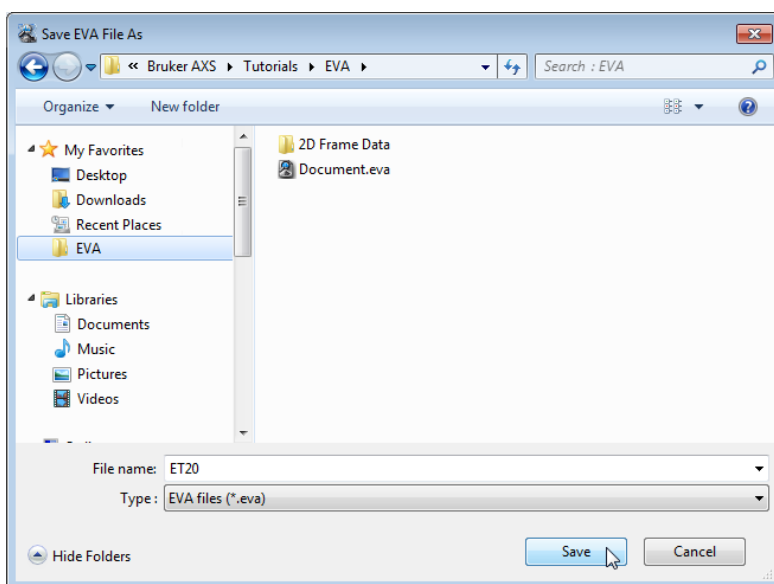 Save EVA File As
« Bruker AXS Tutorials EVA
Search : EVA
Organize New folder
My Favorites
Desktop
Downloads
Recent Places
EVA
Libraries
Documents
Music
Pictures
Videos
2D Frame Data
Document.eva
File name: ET20
Type : EVA files (*.eva)
Hide Folders
Save Cancel